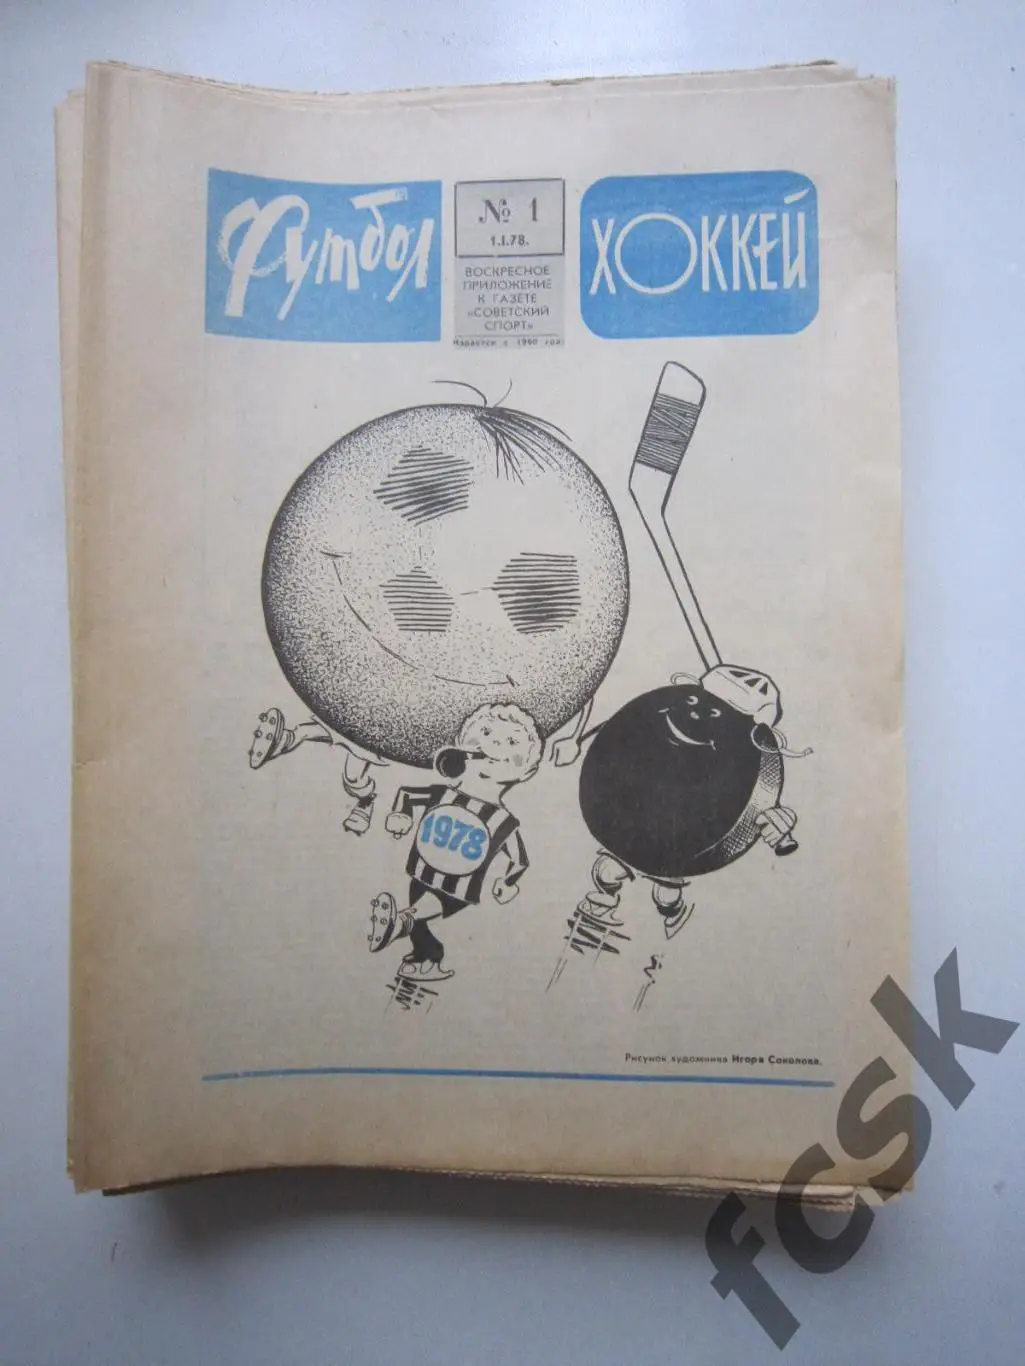 Футбол
№ 1
1.I.78.
ВОСКРЕСНОЕ
ПРИЛОЖЕНИЕ
К ГАЗЕТЕ
«СОВЕТСКИЙ
СПОРТ»
Издается с 1960 года
ХОККЕЙ
1978
Рисунок художника Игоря Соколова.
fcsk